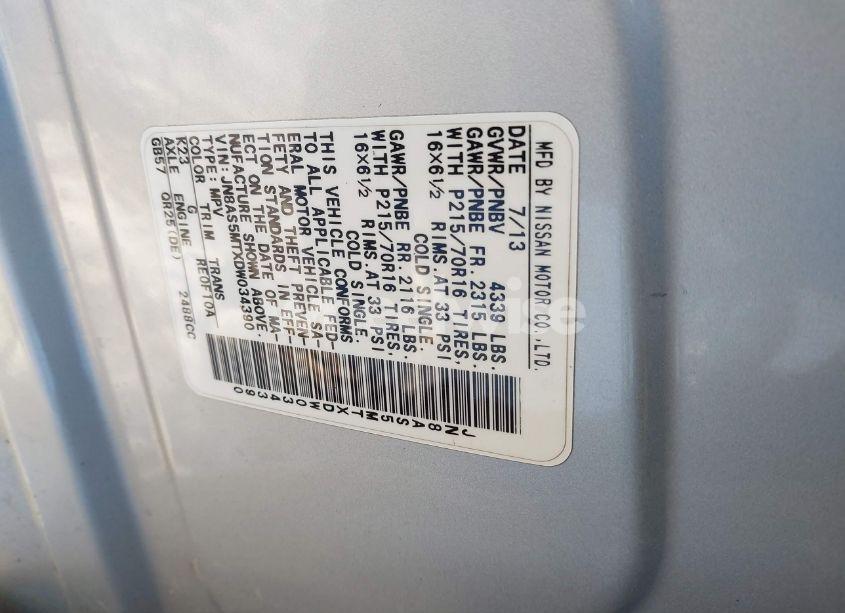 MFD BY NISSAN MOTOR CO.,LTD.
DATE 7/13
GVWR/PNBV 4339 LBS.
GAWR/PNBE FR. 2315 LBS.
WITH P215/70R16 TIRES,
16X6½ RIMS.AT 33 PSI
COLD SINGLE.
GAWR/PNBE RR. 2116 LBS.
WITH P215/70R16 TIRES,
16X6½ RIMS.AT 33 PSI
COLD SINGLE.
THIS VEHICLE CONFORMS
TO ALL APPLICABLE FED-
ERAL MOTOR VEHICLE SA-
FETY AND THEFT PREVEN-
TION STANDARDS IN EFF-
ECT ON THE DATE OF MA-
NUFACTURE SHOWN ABOVE.
VIN: JN8AS5MTXDW034390
TYPE: MPV
COLOR TRIM TRANS
K23 G RE0F10A
AXLE ENGINE
GB57 QR25(DE) 2488CC
JN8AS5MTXDW034390